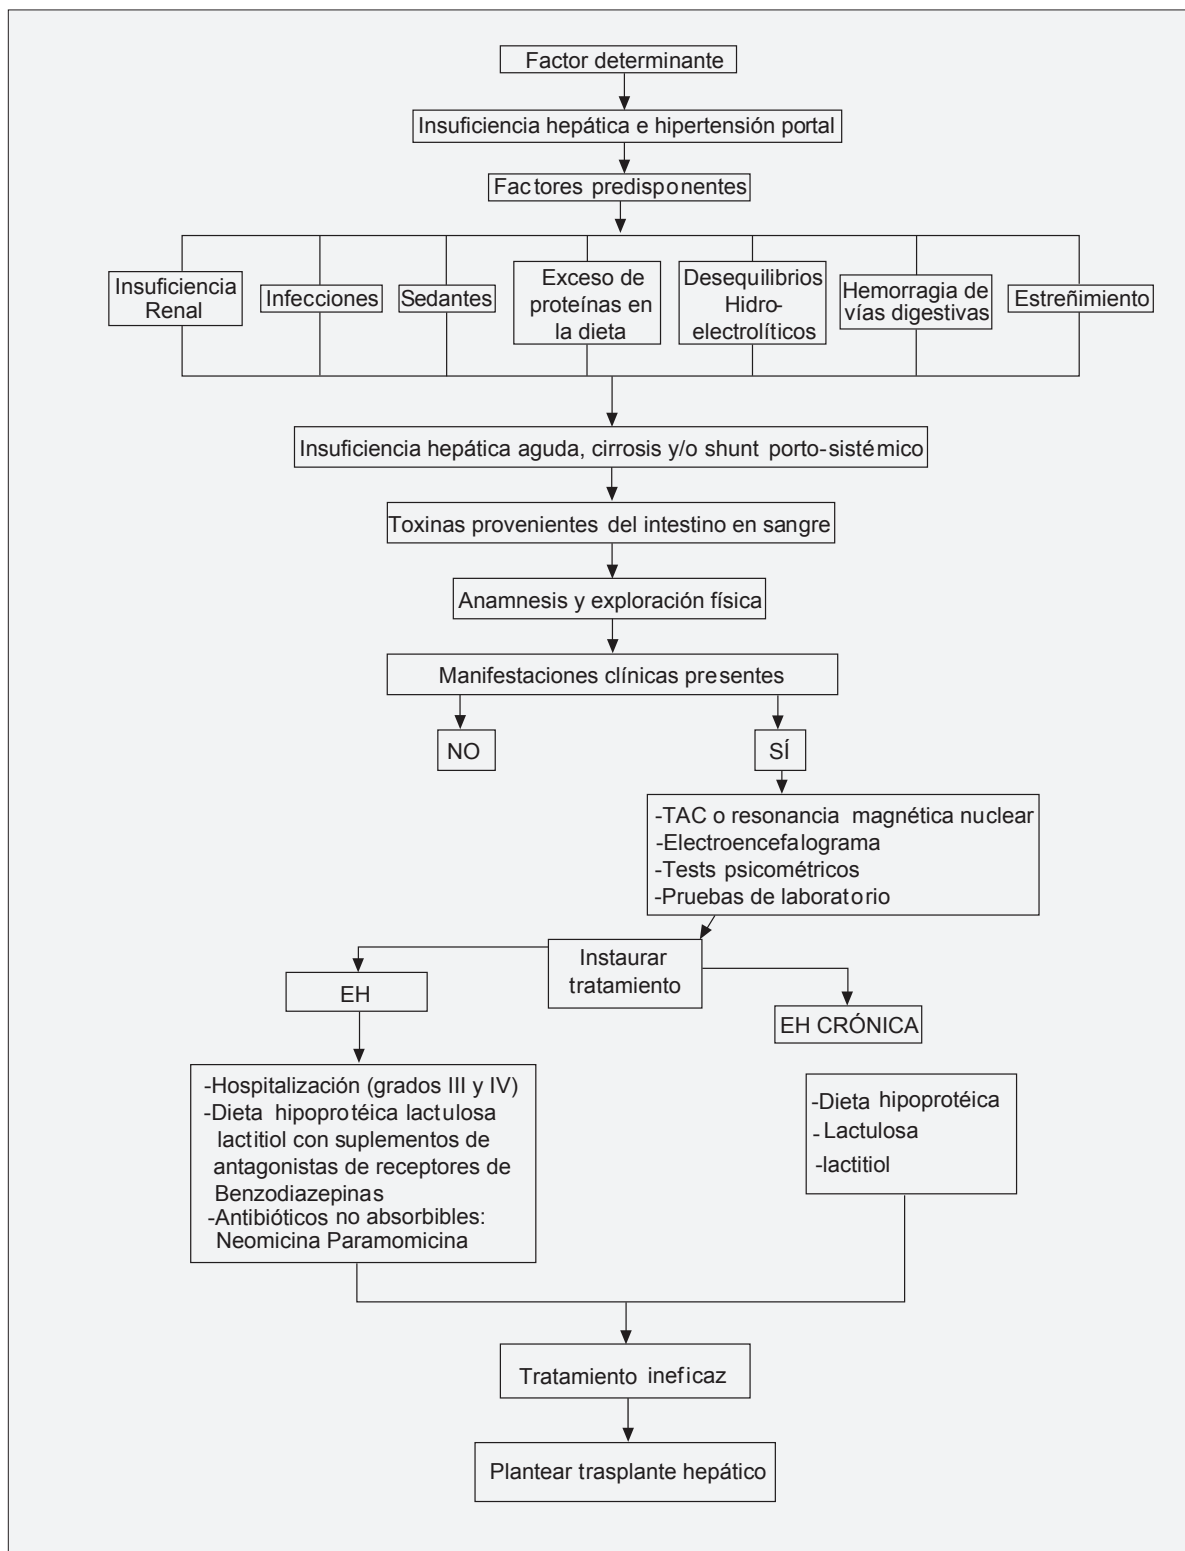 Factor determinante
Insuficiencia hepática e hipertensión portal
Factores predisponentes
Insuficiencia
Renal
Infecciones
Sedantes
Exceso de
proteínas en
la dieta
Desequilibrios
Hidro-
electrolíticos
Hemorragia de
vías digestivas
Estreñimiento
Insuficiencia hepática aguda, cirrosis y/o shunt porto-sistémico
Toxinas provenientes del intestino en sangre
Anamnesis y exploración física
Manifestaciones clínicas presentes
NO
SÍ
-TAC o resonancia magnética nuclear
-Electroencefalograma
-Tests psicométricos
-Pruebas de laboratorio
Instaurar
tratamiento
EH
EH CRÓNICA
-Hospitalización (grados III y IV)
-Dieta hipoprotéica lactulosa
lactitiol con suplementos de
antagonistas de receptores de
Benzodiazepinas
-Antibióticos no absorbibles:
Neomicina Paramomicina
-Dieta hipoprotéica
- Lactulosa
-lactitiol
Tratamiento ineficaz
Plantear trasplante hepático